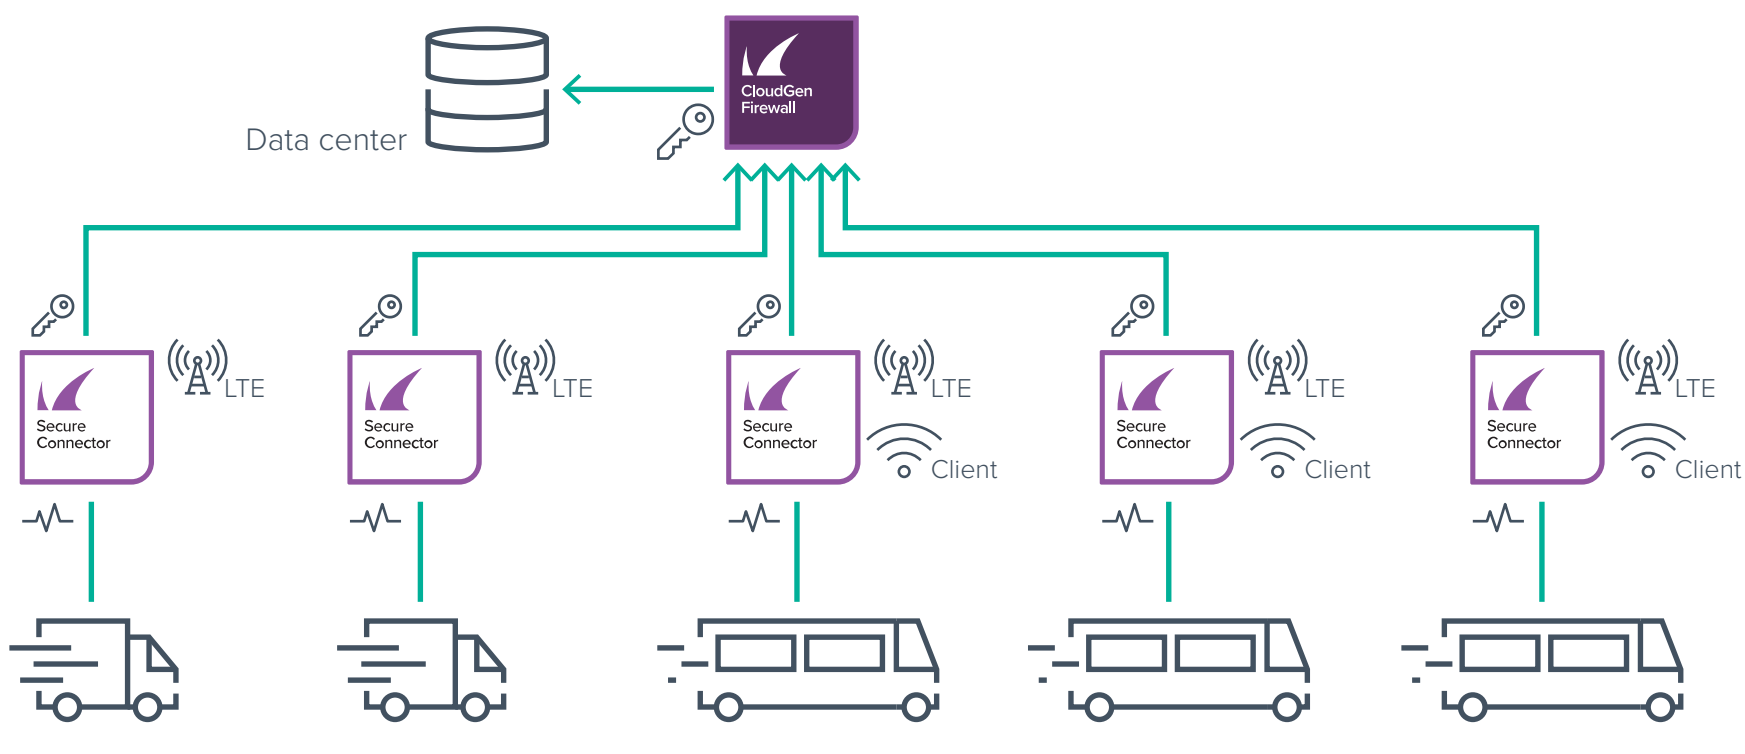 CloudGen
Firewall
Data center
LTE
LTE
LTE
LTE
LTE
Secure
Connector
Secure
Connector
Secure
Connector
Secure
Connector
Secure
Connector
Client
Client
Client